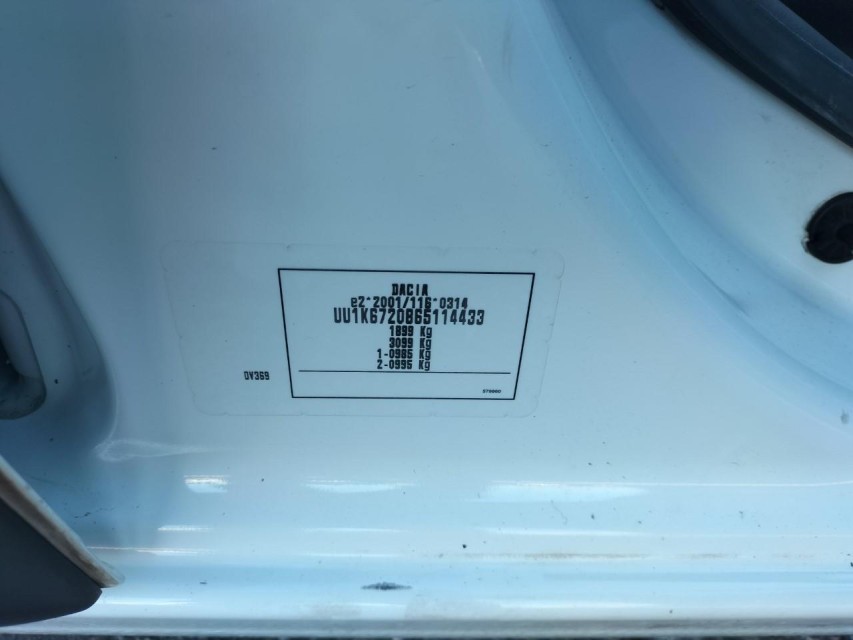 DACIA
e2*2001/116*0314
UU1K6720865114433
1899 Kg
3099 Kg
1-0985 Kg
2-0995 Kg
OV369